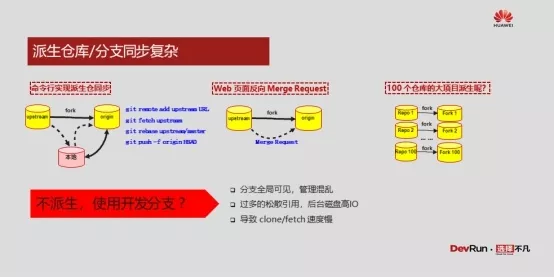 HUAWEI
派生仓库/分支同步复杂
命令行实现派生仓同步
upstream
fork
origin
本地
git remote add upstream URL
git fetch upstream
git rebase upstream/master
git push -f origin HEAD
Web 页面反向 Merge Request
upstream
fork
origin
Merge Request
100 个仓库的大项目派生呢?
Repo 1
fork
Fork 1
Repo 2
fork
Fork 2
Repo 100
fork
Fork 100
不派生，使用开发分支？
分支全局可见，管理混乱
过多的松散引用，后台磁盘高IO
导致 clone/fetch 速度慢
DevRun · 选择不凡